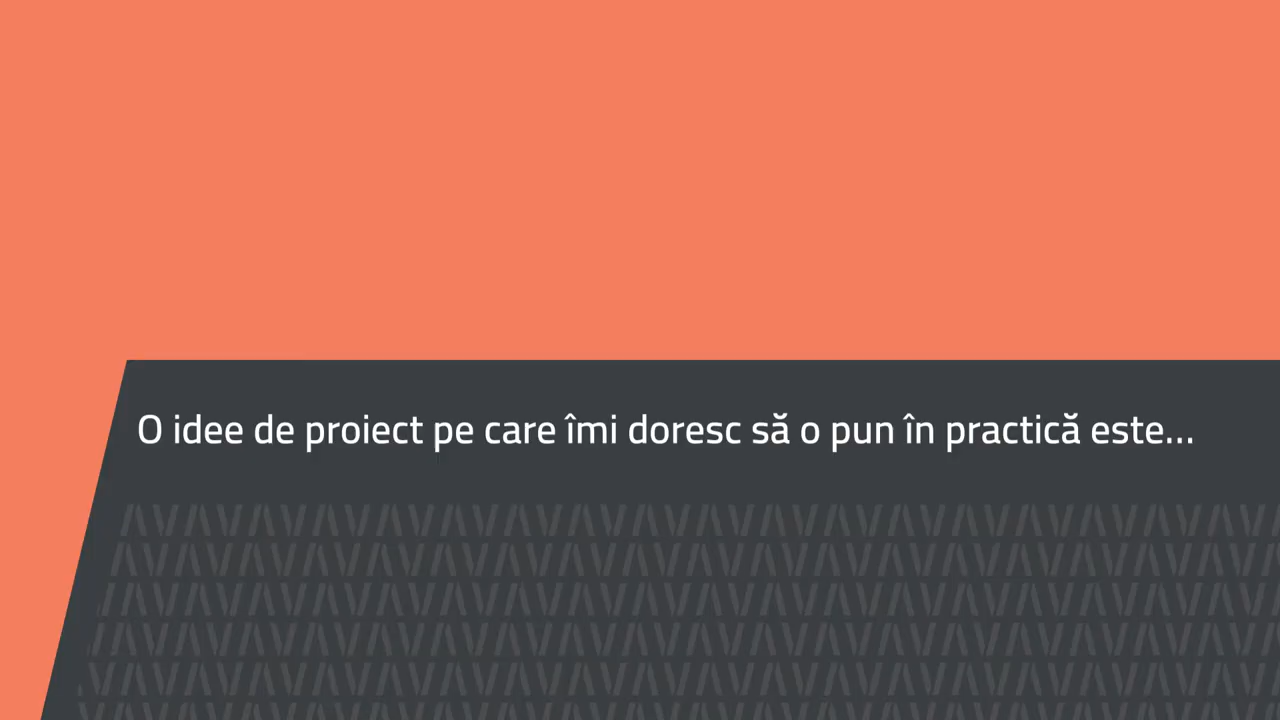 O idee de proiect pe care îmi doresc să o pun în practică este...